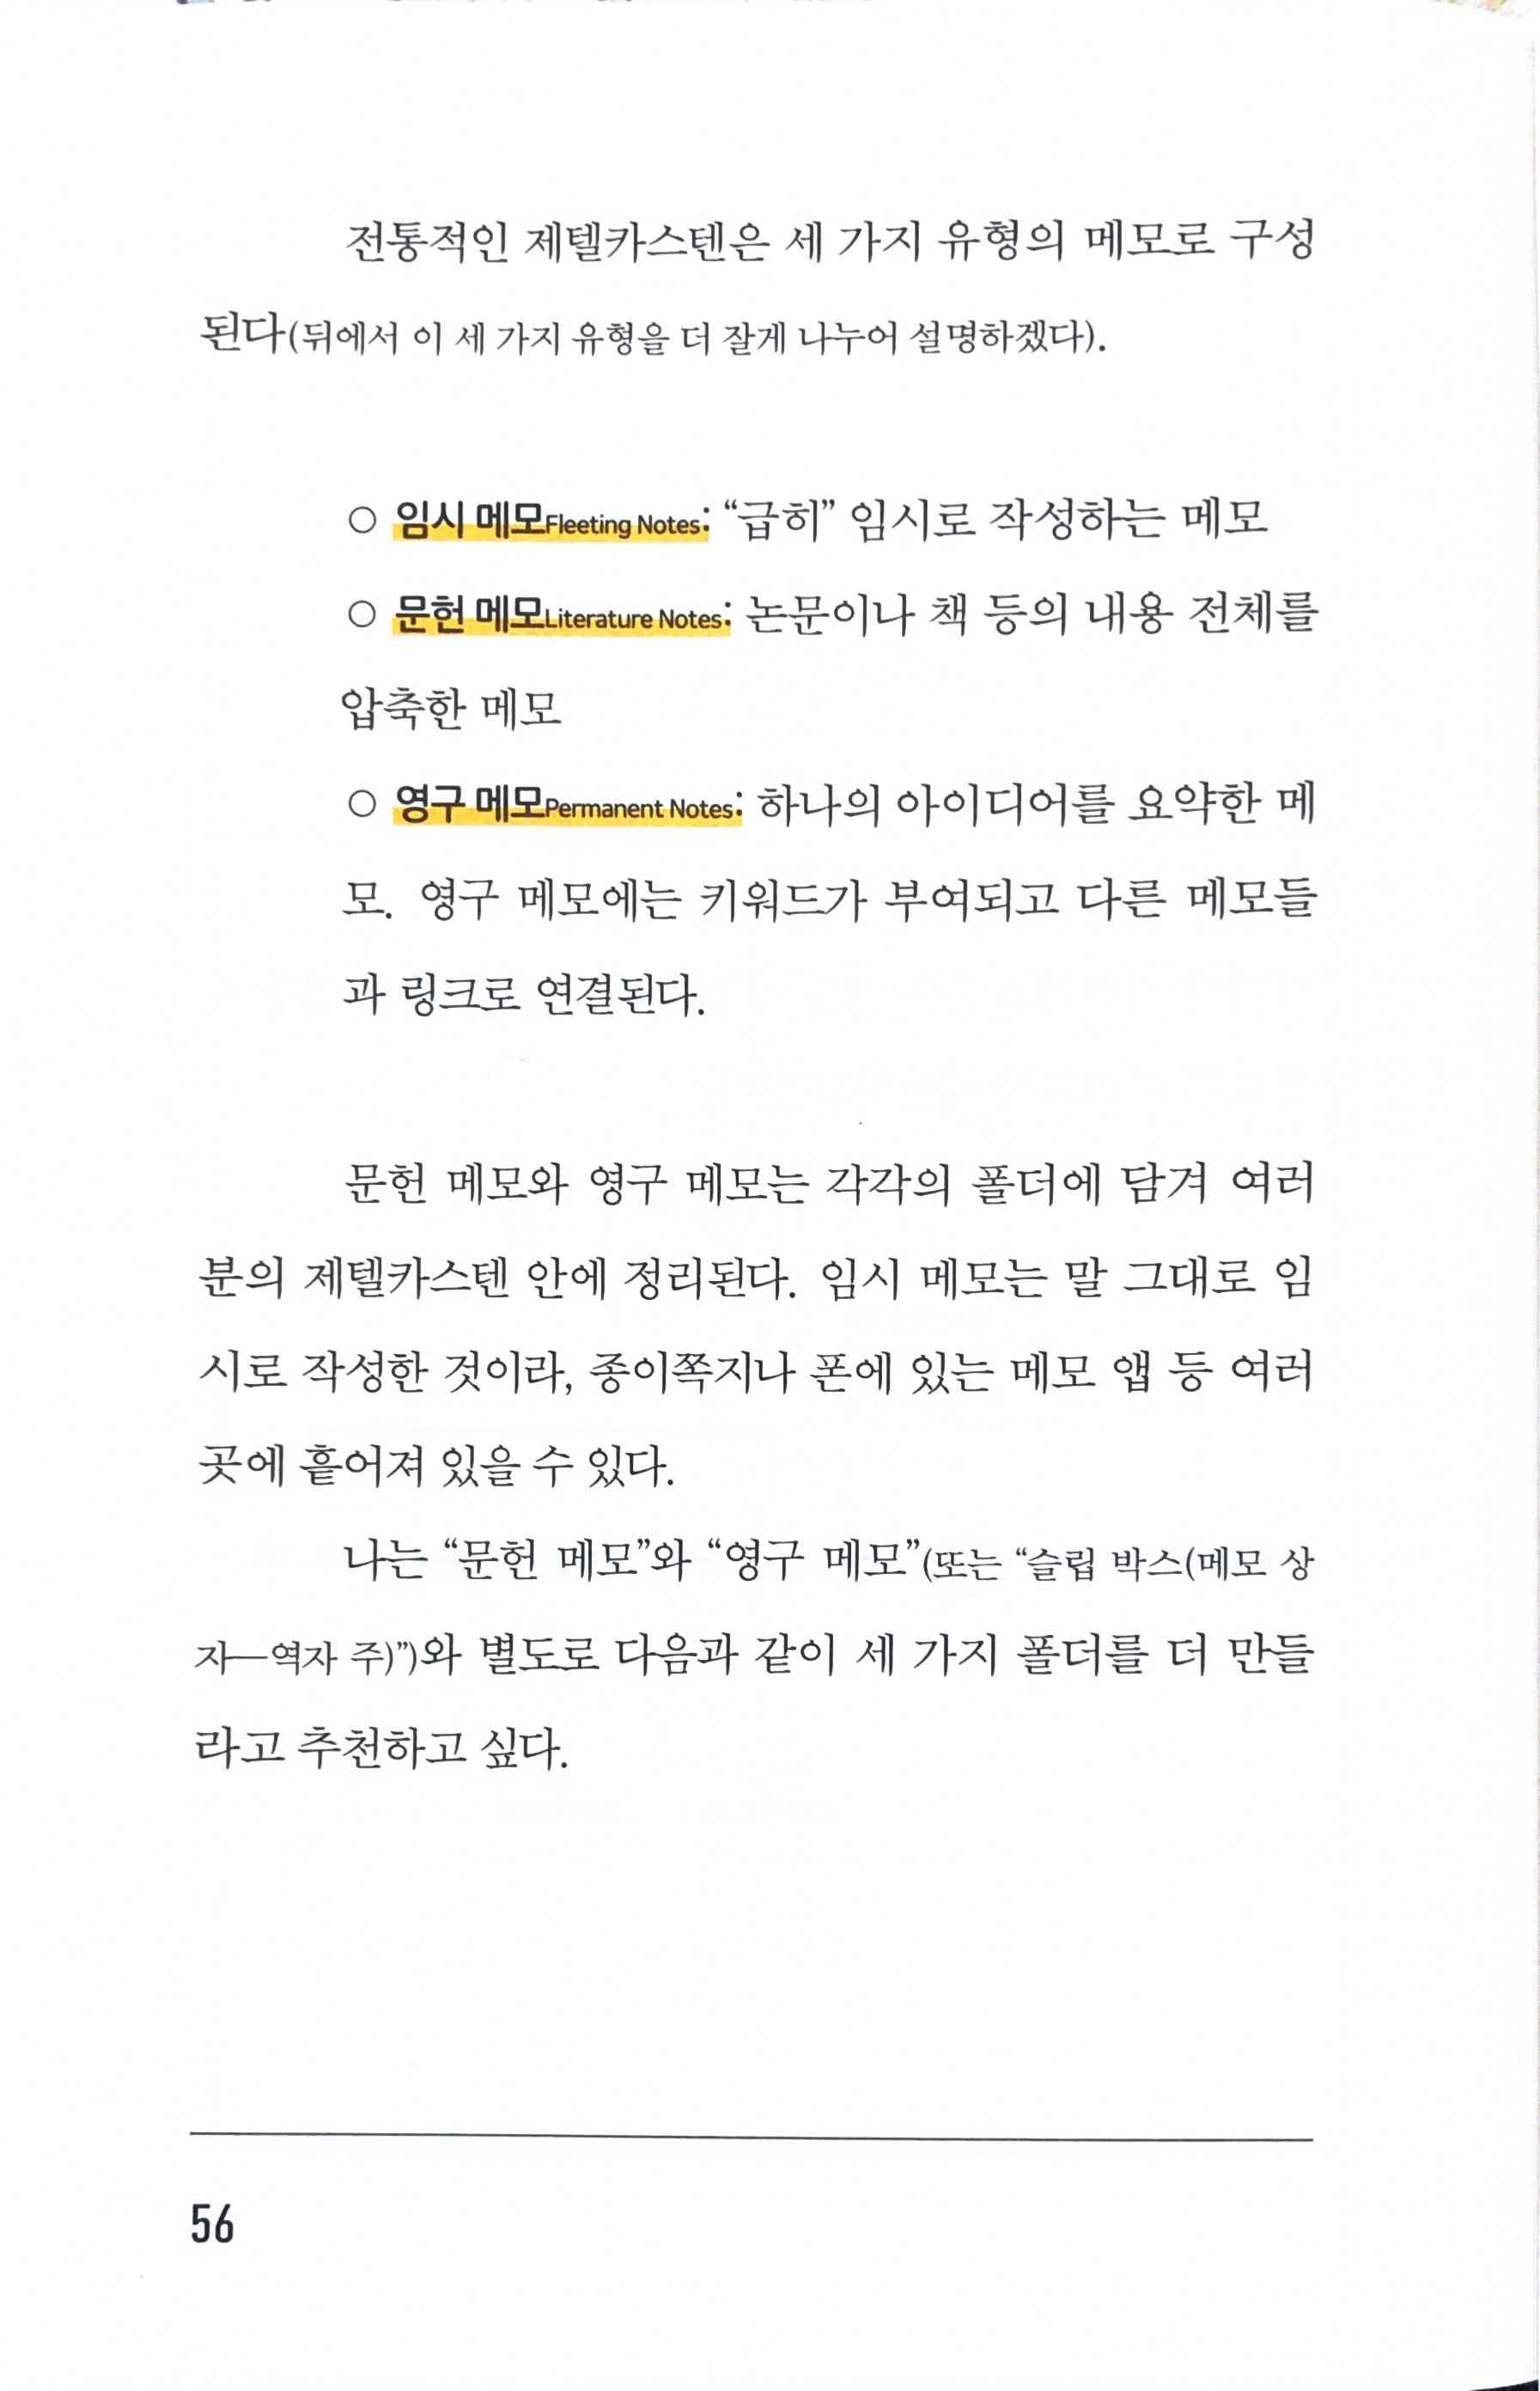 전통적인 제텔카스텐은 세 가지 유형의 메모로 구성
된다(뒤에서 이 세 가지 유형을 더 잘게 나누어 설명하겠다).
○ 임시 메모Fleeting Notes: “급히” 임시로 작성하는 메모
○ 문헌 메모Literature Notes: 논문이나 책 등의 내용 전체를
압축한 메모
○ 영구 메모Permanent Notes: 하나의 아이디어를 요약한 메
모. 영구 메모에는 키워드가 부여되고 다른 메모들
과 링크로 연결된다.
문헌 메모와 영구 메모는 각각의 폴더에 담겨 여러
분의 제텔카스텐 안에 정리된다. 임시 메모는 말 그대로 임
시로 작성한 것이라, 종이쪽지나 폰에 있는 메모 앱 등 여러
곳에 흩어져 있을 수 있다.
나는 “문헌 메모”와 “영구 메모”(또는 “슬립 박스(메모 상
자—역자 주)”)와 별도로 다음과 같이 세 가지 폴더를 더 만들
라고 추천하고 싶다.
56